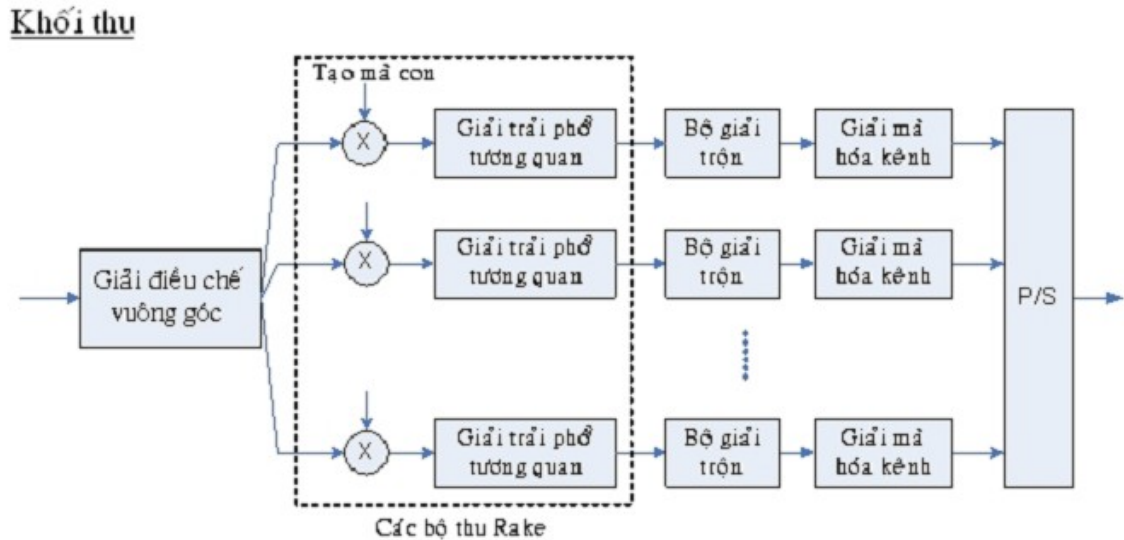 Khối thu
Tạo mã con
X
Giải trải phổ
tương quan
Bộ giải
trộn
Giải mã
hóa kênh
X
Giải trải phổ
tương quan
Bộ giải
trộn
Giải mã
hóa kênh
Giải điều chế
vuông góc
P/S
X
Giải trải phổ
tương quan
Bộ giải
trộn
Giải mã
hóa kênh
Các bộ thu Rake